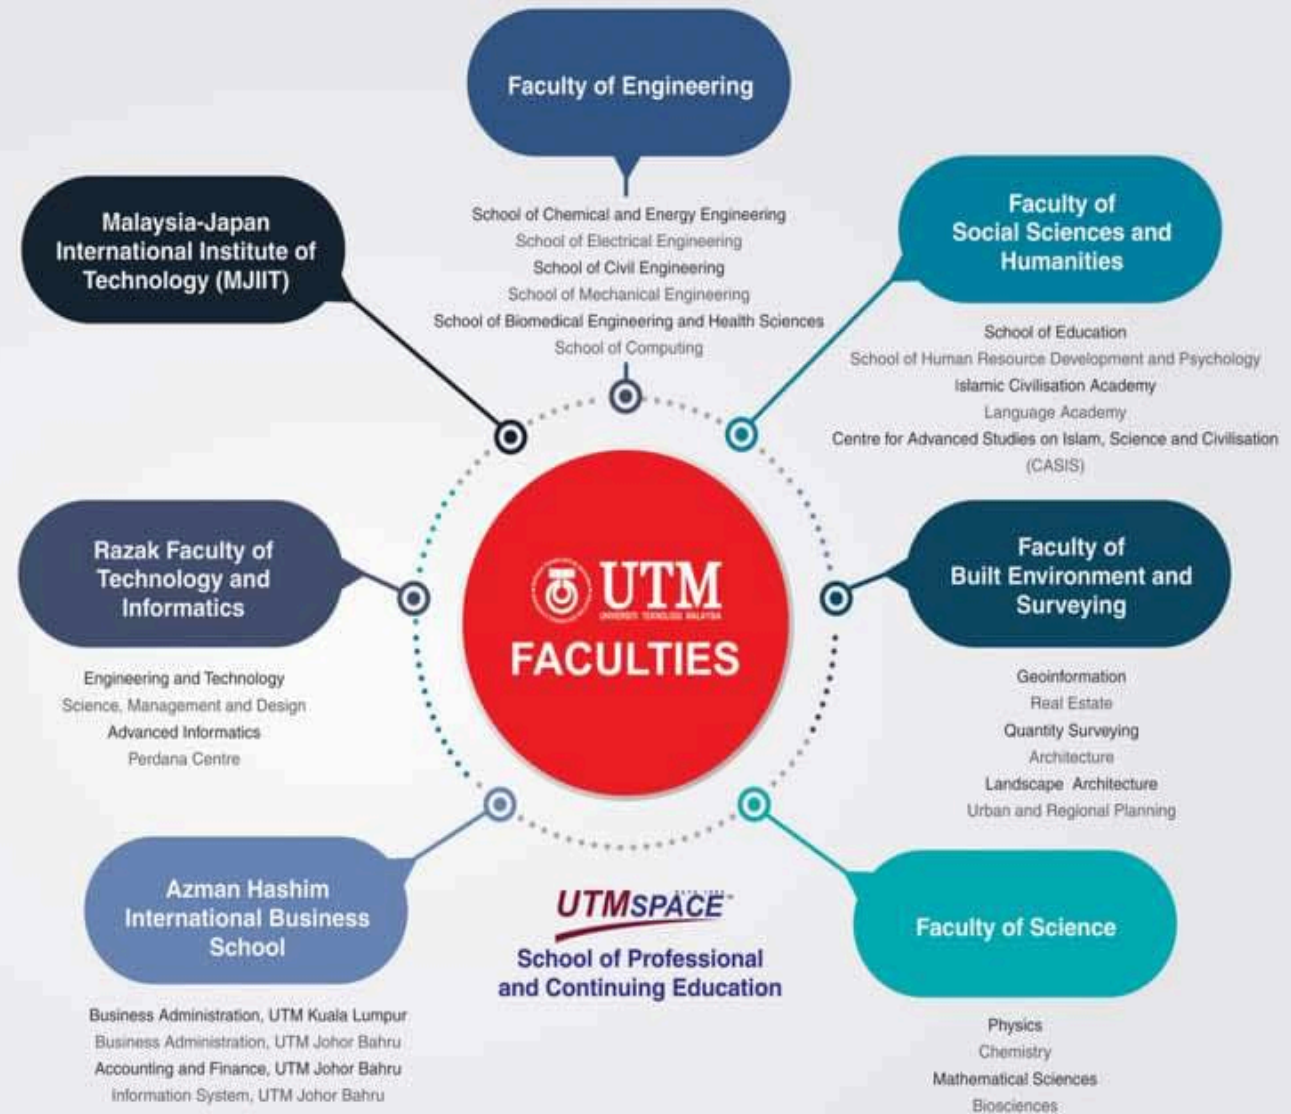 Faculty of Engineering
School of Chemical and Energy Engineering
School of Electrical Engineering
School of Civil Engineering
School of Mechanical Engineering
School of Biomedical Engineering and Health Sciences
School of Computing
Malaysia-Japan
International Institute of
Technology (MJIIT)
Faculty of
Social Sciences and
Humanities
School of Education
School of Human Resource Development and Psychology
Islamic Civilisation Academy
Language Academy
Centre for Advanced Studies on Islam, Science and Civilisation
(CASIS)
Razak Faculty of
Technology and
Informatics
Engineering and Technology
Science, Management and Design
Advanced Informatics
Perdana Centre
UTM
UNIVERSITI TEKNOLOGI MALAYSIA
FACULTIES
Faculty of
Built Environment and
Surveying
Geoinformation
Real Estate
Quantity Surveying
Architecture
Landscape Architecture
Urban and Regional Planning
Azman Hashim
International Business
School
Business Administration, UTM Kuala Lumpur
Business Administration, UTM Johor Bahru
Accounting and Finance, UTM Johor Bahru
Information System, UTM Johor Bahru
UTMSPACE™
School of Professional
and Continuing Education
Faculty of Science
Physics
Chemistry
Mathematical Sciences
Biosciences